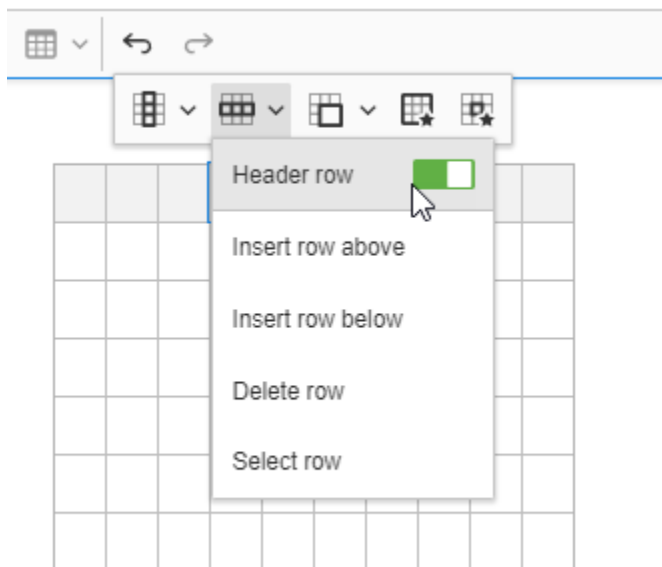 Header row
Insert row above
Insert row below
Delete row
Select row